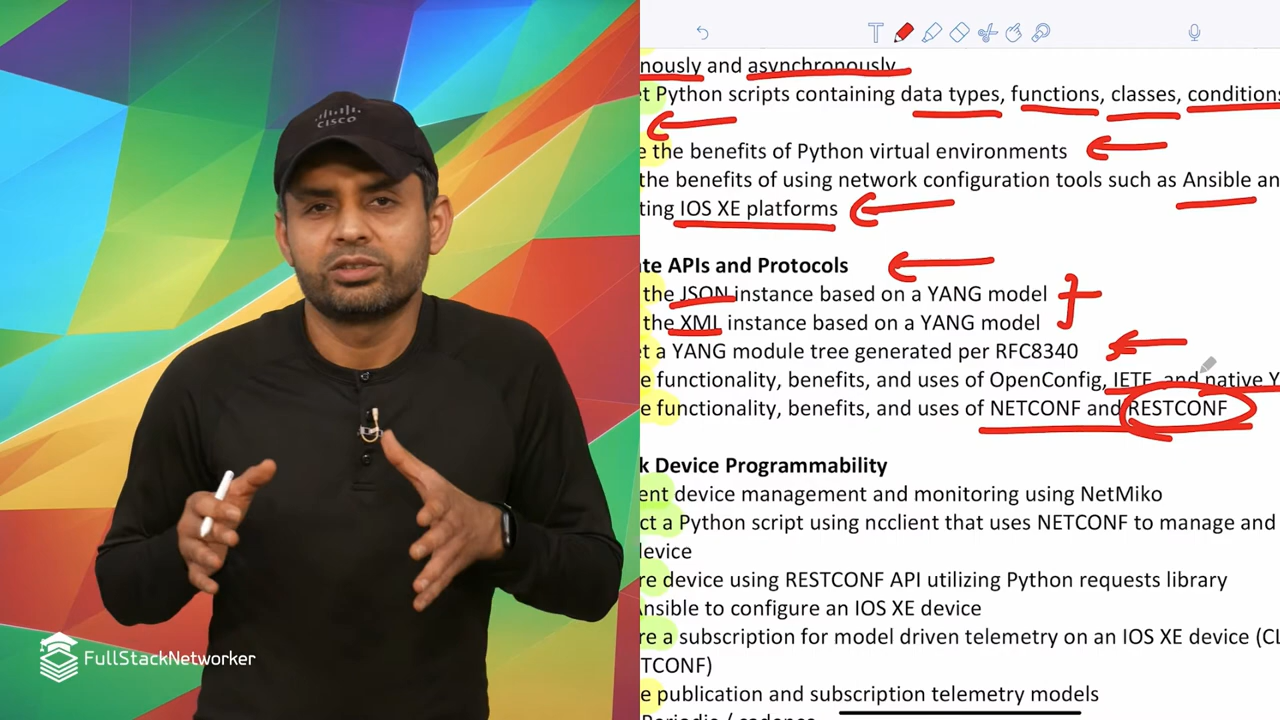 CISCO
FullStackNetworker
nously and asynchronously
t Python scripts containing data types, functions, classes, conditions
e the benefits of Python virtual environments
the benefits of using network configuration tools such as Ansible an
ting IOS XE platforms
te APIs and Protocols
the JSON instance based on a YANG model
the XML instance based on a YANG model
t a YANG module tree generated per RFC8340
e functionality, benefits, and uses of OpenConfig, IETF, and native Y
e functionality, benefits, and uses of NETCONF and RESTCONF
k Device Programmability
ent device management and monitoring using NetMiko
ct a Python script using ncclient that uses NETCONF to manage and
device
re device using RESTCONF API utilizing Python requests library
Ansible to configure an IOS XE device
re a subscription for model driven telemetry on an IOS XE device (CL
TCONF)
e publication and subscription telemetry models
Periodic / cadence